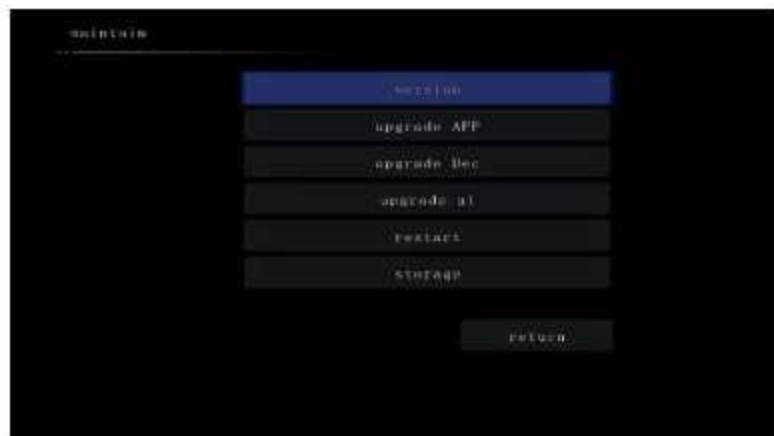 maintain
version
upgrade APP
upgrade Dec
upgrade ai
restart
storage
return